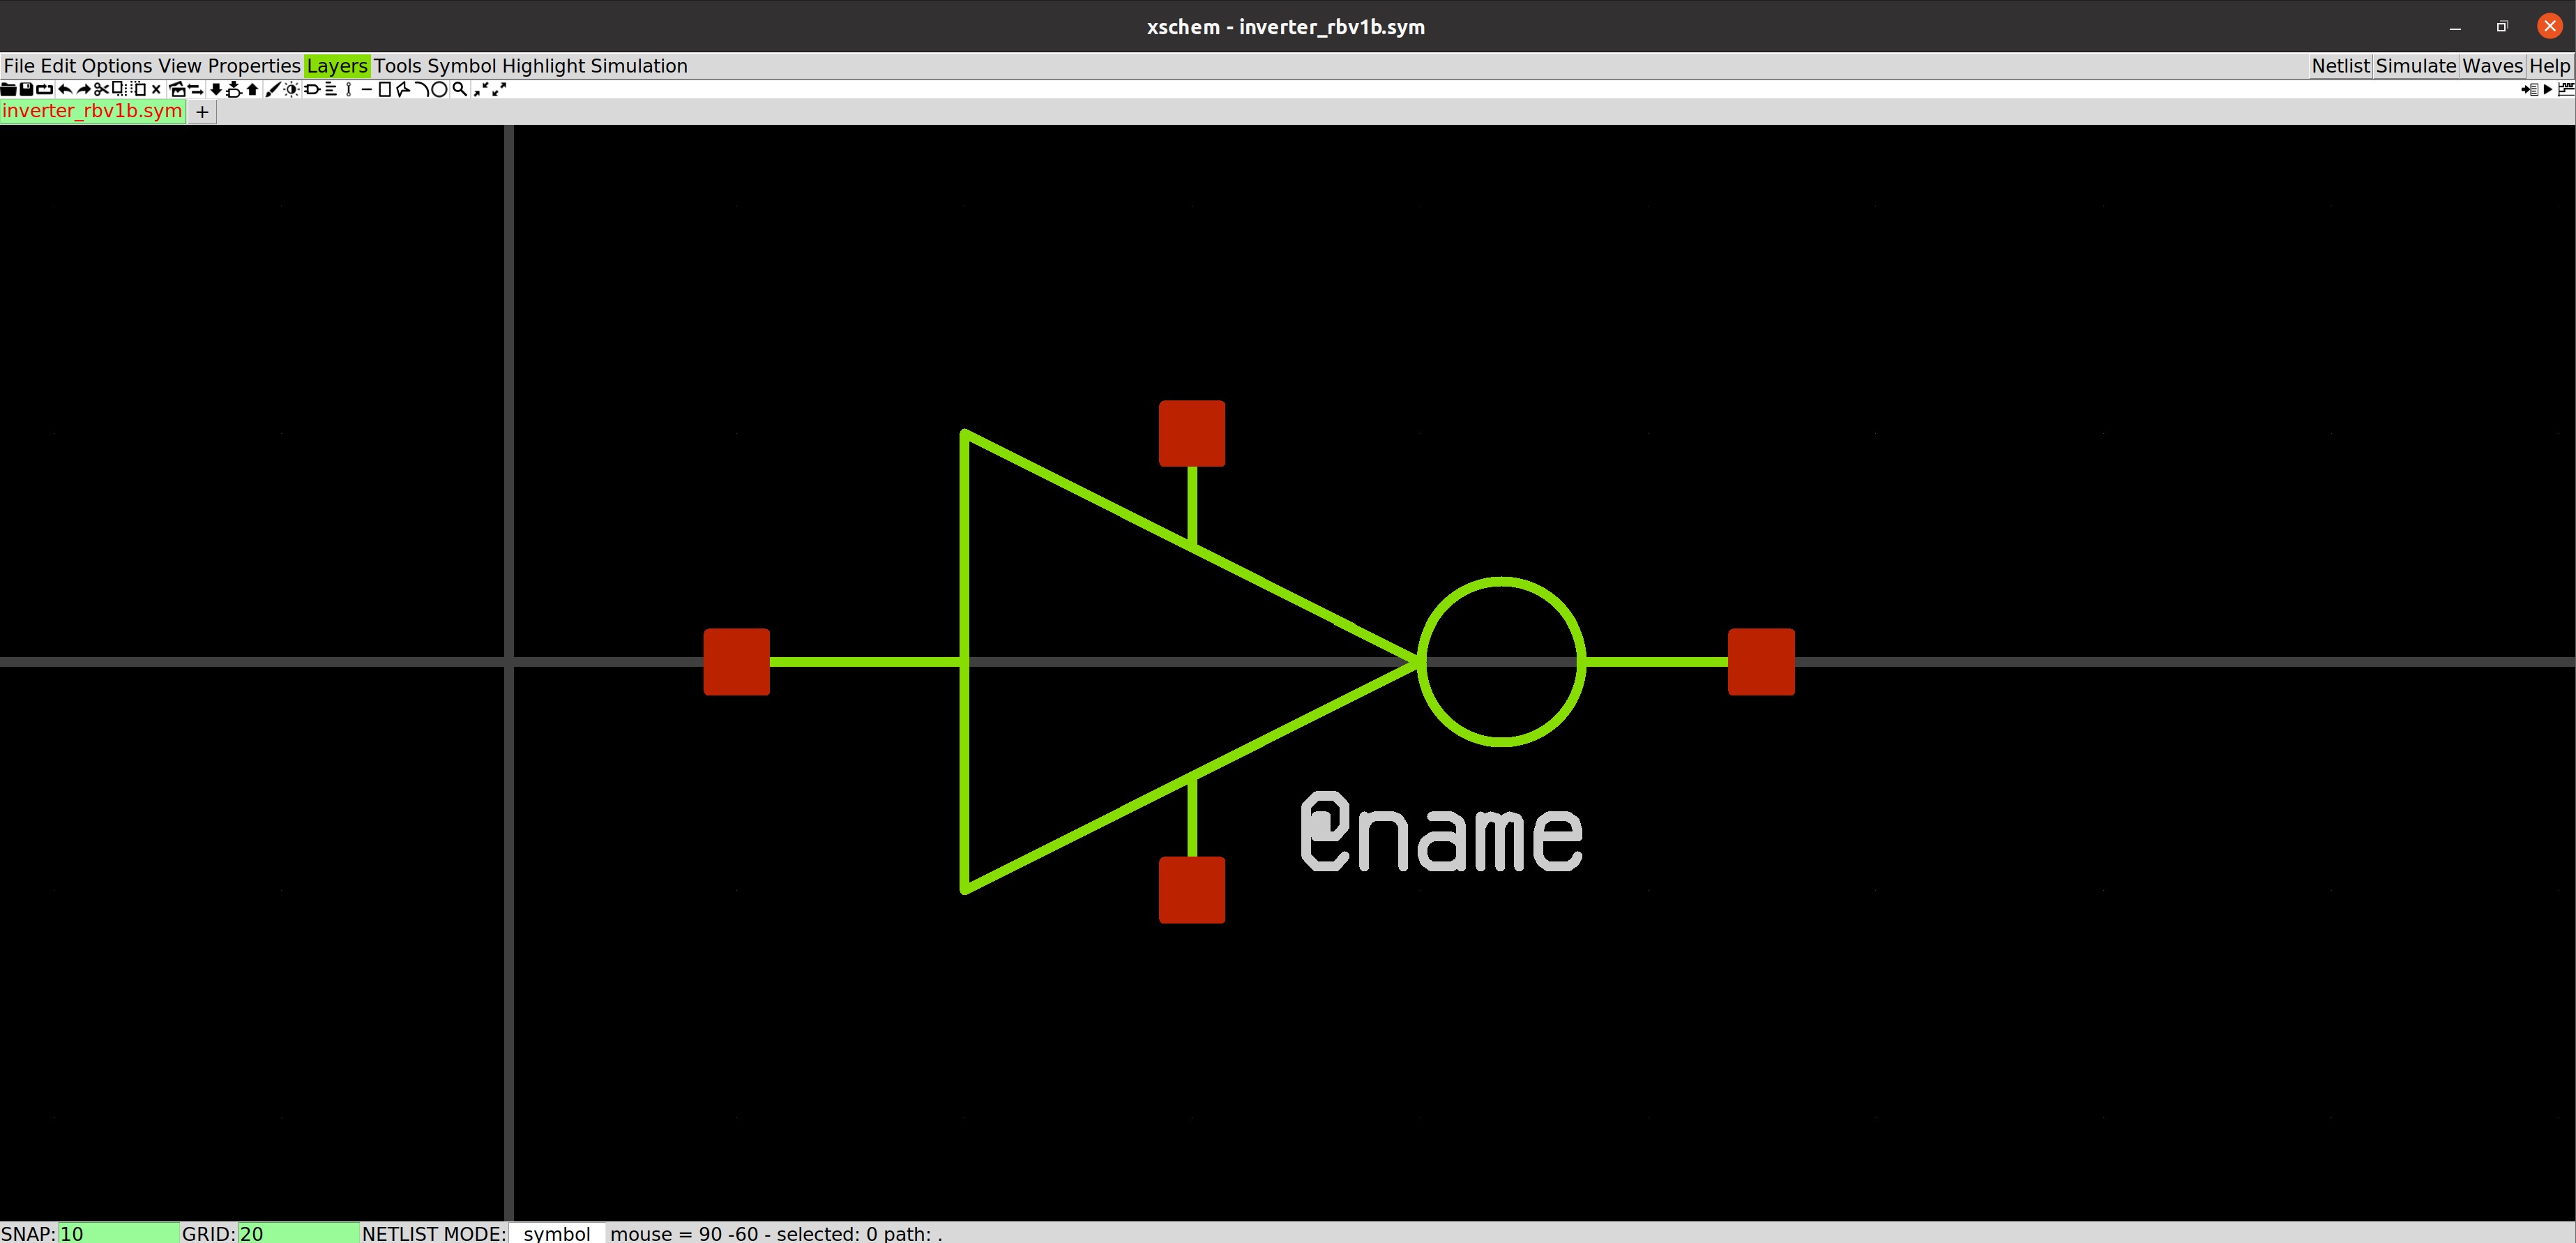 xschem - inverter_rbv1b.sym
File Edit Options View Properties Layers Tools Symbol Highlight Simulation Netlist Simulate Waves Help
inverter_rbv1b.sym +
@name
SNAP: 10 GRID: 20 NETLIST MODE: symbol mouse = 90 -60 - selected: 0 path: .